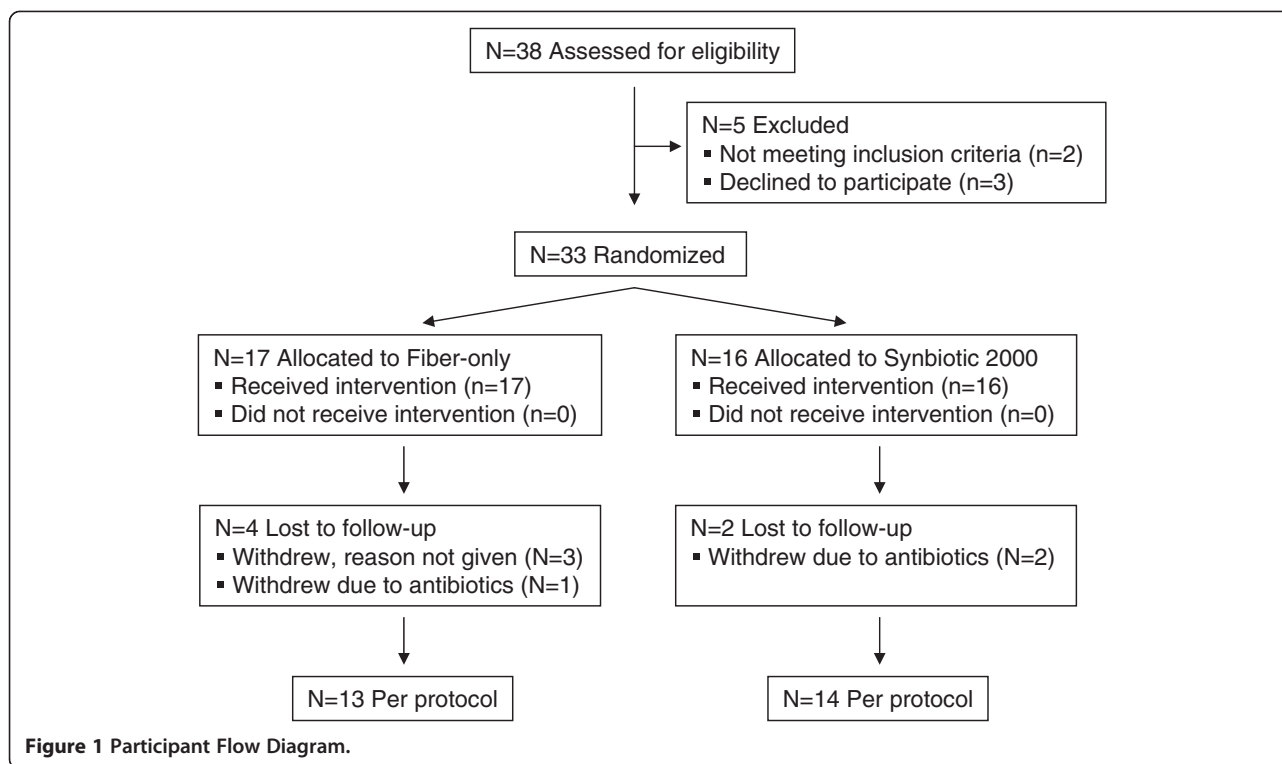 N=38 Assessed for eligibility
N=5 Excluded
▪ Not meeting inclusion criteria (n=2)
▪ Declined to participate (n=3)
N=33 Randomized
N=17 Allocated to Fiber-only
▪ Received intervention (n=17)
▪ Did not receive intervention (n=0)
N=16 Allocated to Synbiotic 2000
▪ Received intervention (n=16)
▪ Did not receive intervention (n=0)
N=4 Lost to follow-up
▪ Withdrew, reason not given (N=3)
▪ Withdrew due to antibiotics (N=1)
N=2 Lost to follow-up
▪ Withdrew due to antibiotics (N=2)
N=13 Per protocol
N=14 Per protocol
Figure 1 Participant Flow Diagram.